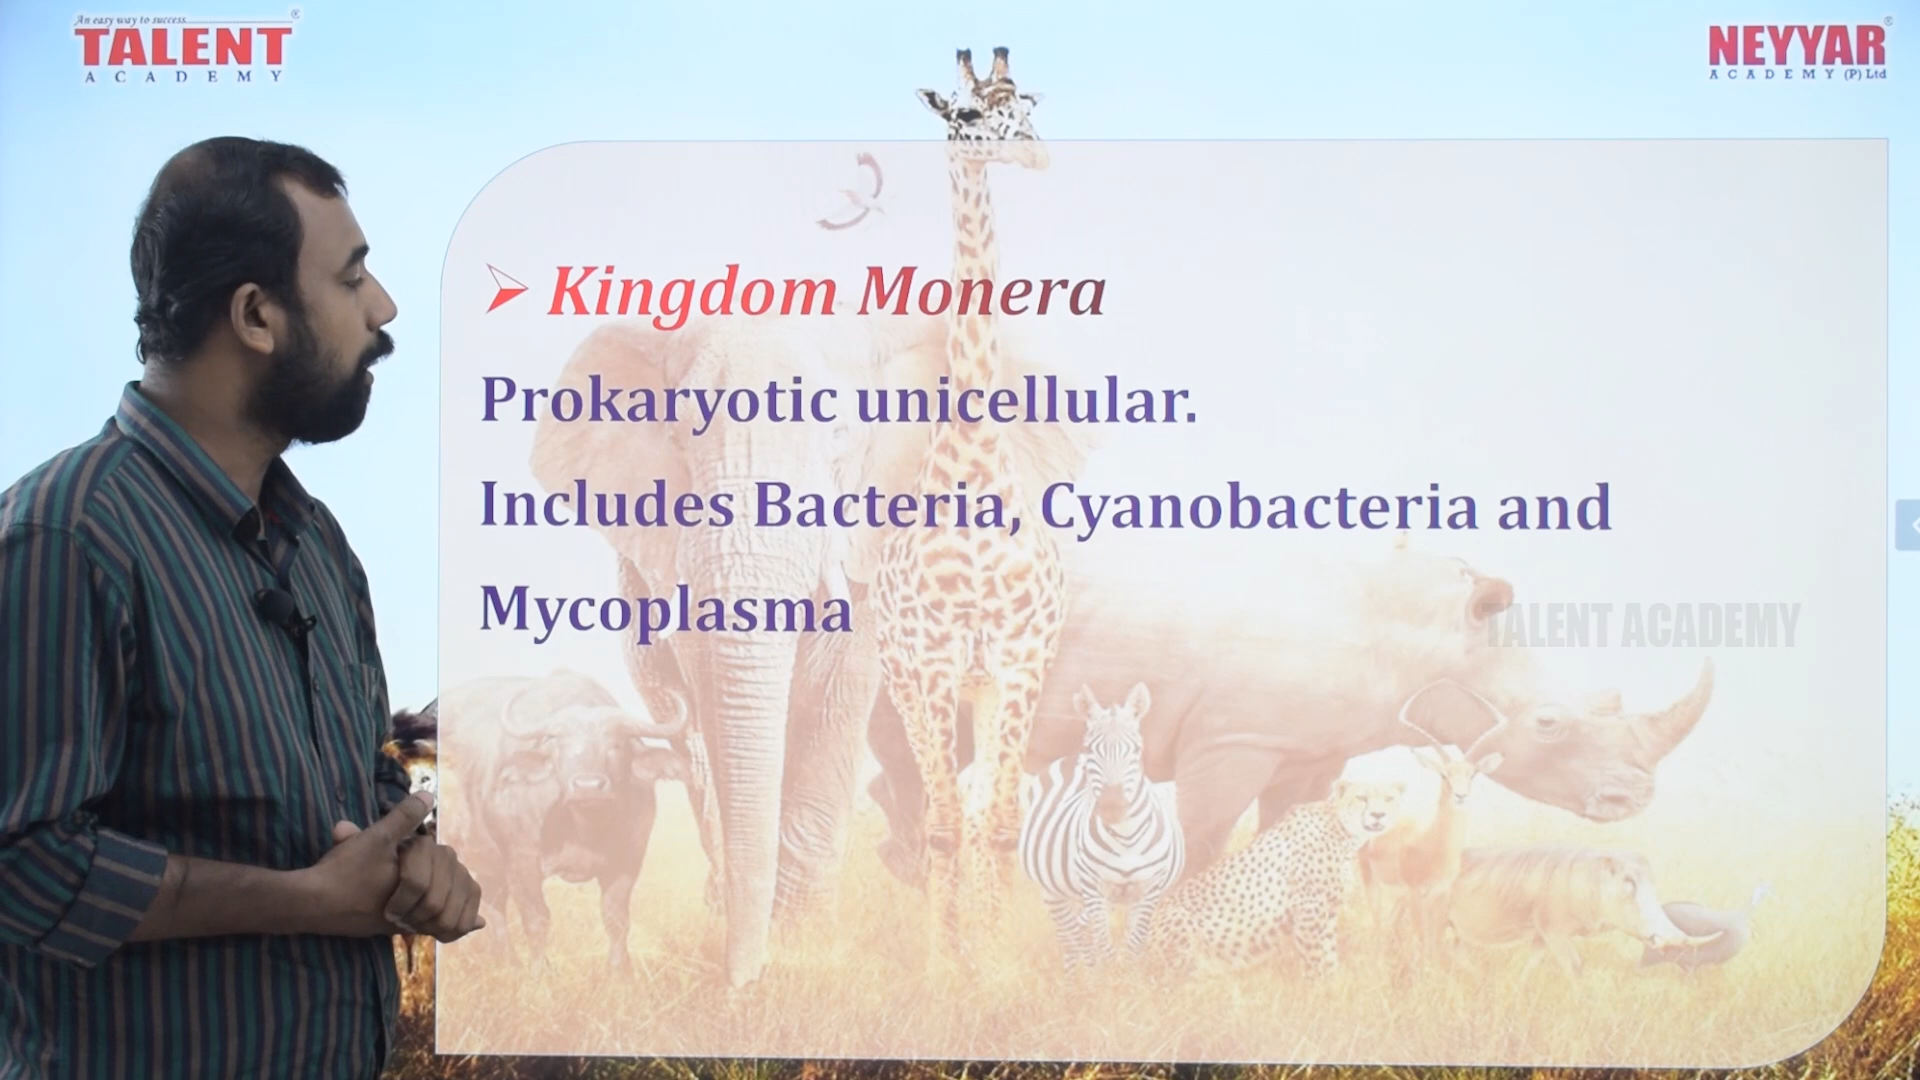 An easy way to success
TALENT
ACADEMY
NEYYAR
ACADEMY (P) Ltd
Kingdom Monera
Prokaryotic unicellular.
Includes Bacteria, Cyanobacteria and
Mycoplasma
TALENT ACADEMY